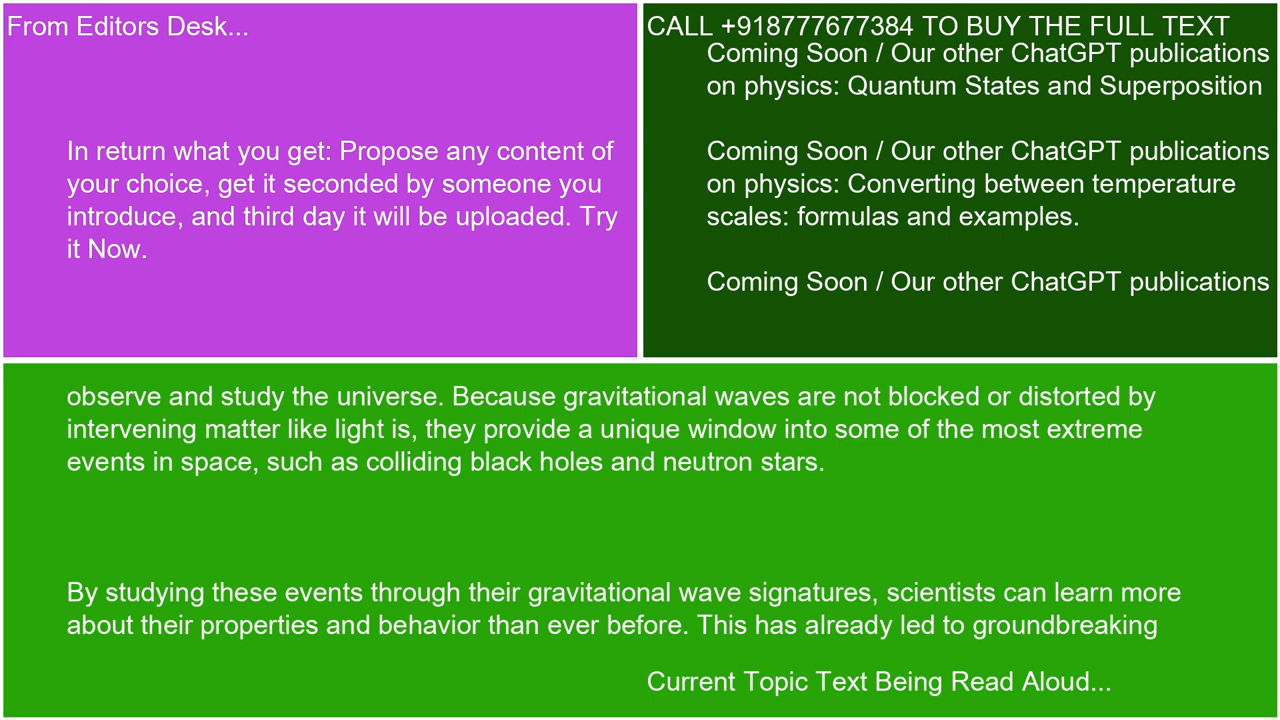 From Editors Desk...
In return what you get: Propose any content of
your choice, get it seconded by someone you
introduce, and third day it will be uploaded. Try
it Now.
CALL +918777677384 TO BUY THE FULL TEXT
Coming Soon / Our other ChatGPT publications
on physics: Quantum States and Superposition
Coming Soon / Our other ChatGPT publications
on physics: Converting between temperature
scales: formulas and examples.
Coming Soon / Our other ChatGPT publications
observe and study the universe. Because gravitational waves are not blocked or distorted by
intervening matter like light is, they provide a unique window into some of the most extreme
events in space, such as colliding black holes and neutron stars.
By studying these events through their gravitational wave signatures, scientists can learn more
about their properties and behavior than ever before. This has already led to groundbreaking
Current Topic Text Being Read Aloud...